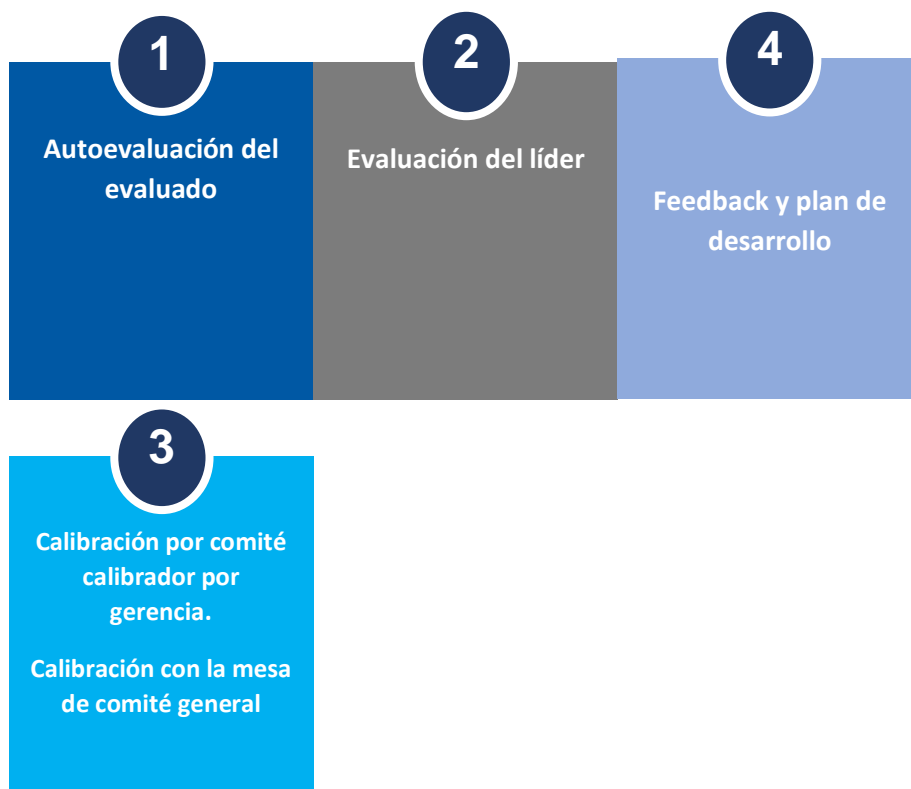 1
Autoevaluación del
evaluado
2
Evaluación del líder
4
Feedback y plan de
desarrollo
3
Calibración por comité
calibrador por
gerencia.
Calibración con la mesa
de comité general